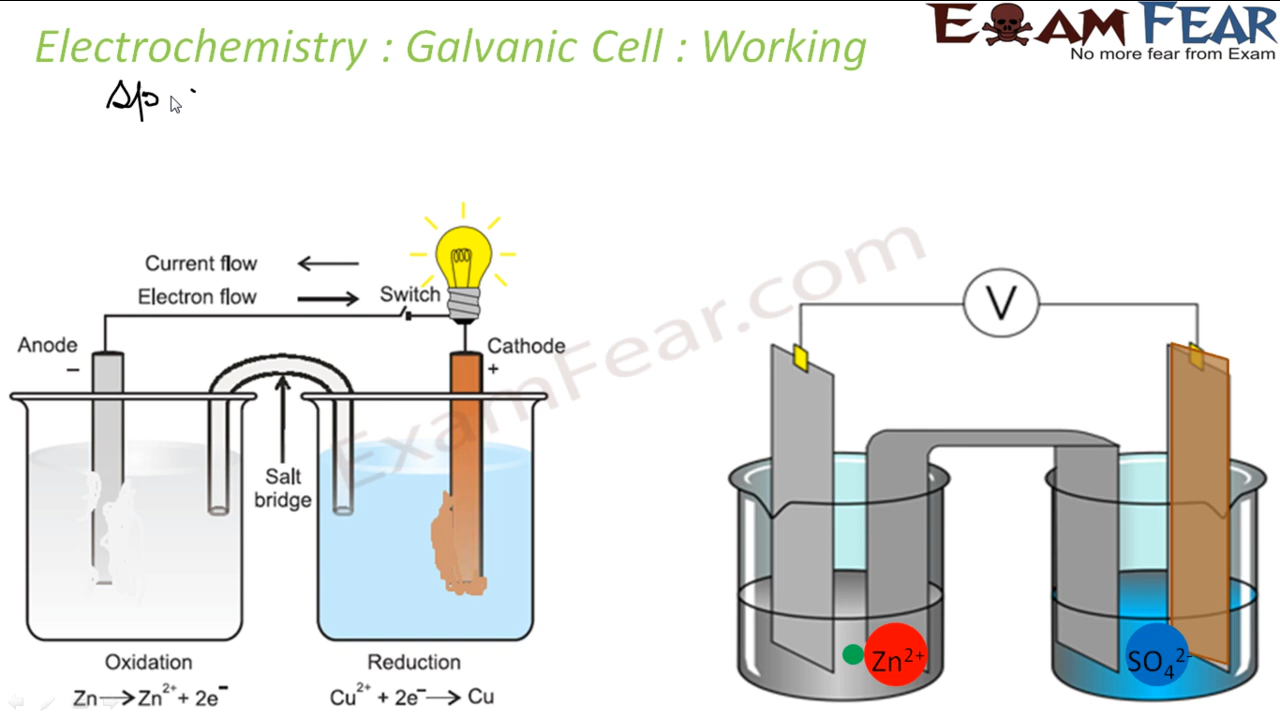 Electrochemistry : Galvanic Cell : Working
EXAM FEAR
No more fear from Exam
Current flow
Electron flow
Switch
Anode
−
Cathode
+
Salt
bridge
Oxidation
Reduction
Zn⟶Zn²⁺ + 2e⁻
Cu²⁺ + 2e⁻⟶ Cu
V
Zn²⁺
SO₄²⁻
ExamFear.com